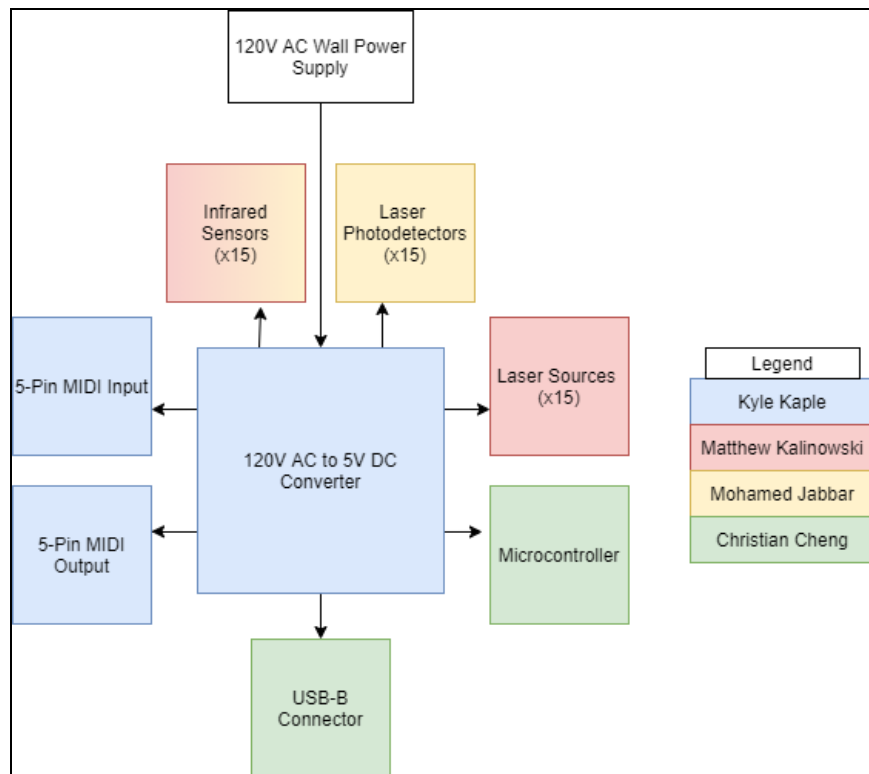 120V AC Wall Power
Supply
Infrared
Sensors
(x15)
Laser
Photodetectors
(x15)
5-Pin MIDI Input
Laser Sources
(x15)
Legend
Kyle Kaple
Matthew Kalinowski
Mohamed Jabbar
Christian Cheng
120V AC to 5V DC
Converter
5-Pin MIDI
Output
Microcontroller
USB-B
Connector